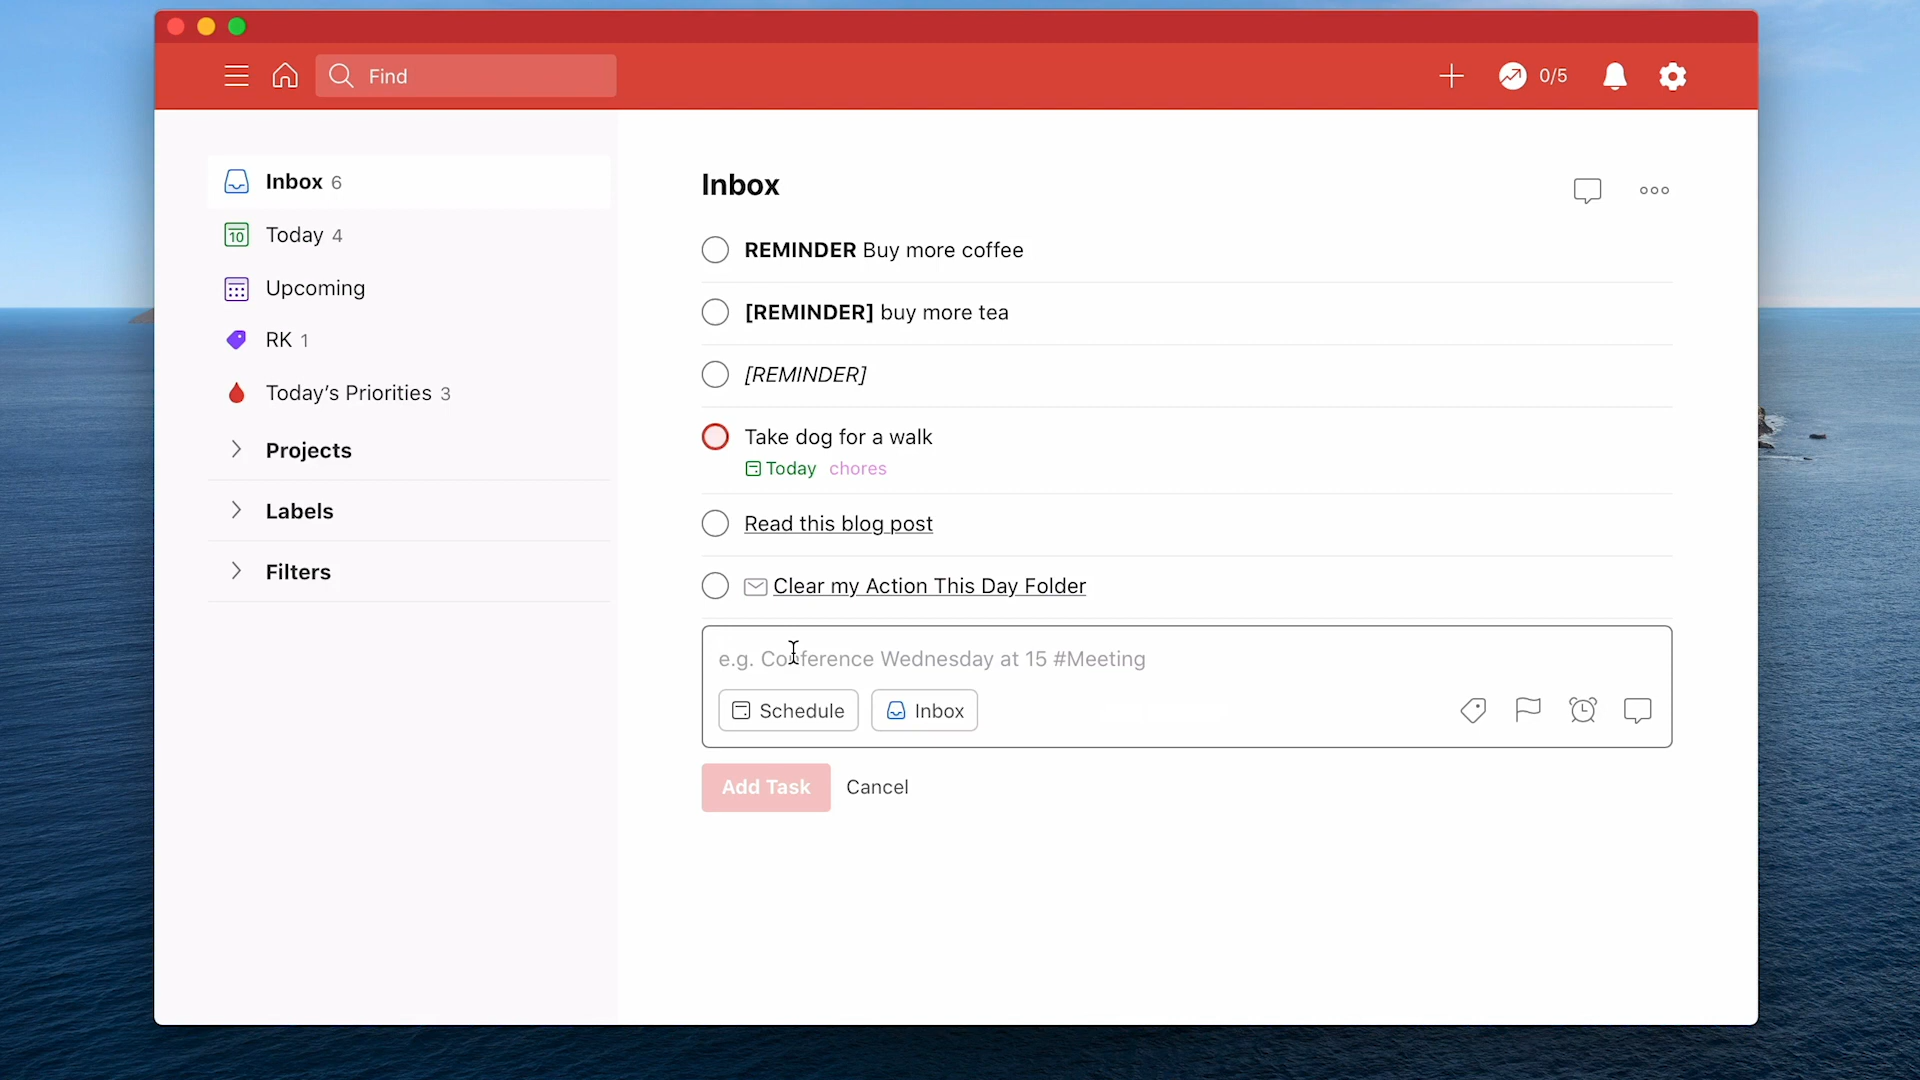 Find
0/5
Inbox 6
10 Today 4
Upcoming
RK 1
Today's Priorities 3
Projects
Labels
Filters
Inbox
REMINDER Buy more coffee
[REMINDER] buy more tea
[REMINDER]
Take dog for a walk
Today chores
Read this blog post
Clear my Action This Day Folder
e.g. Conference Wednesday at 15 #Meeting
Schedule Inbox
Add Task Cancel